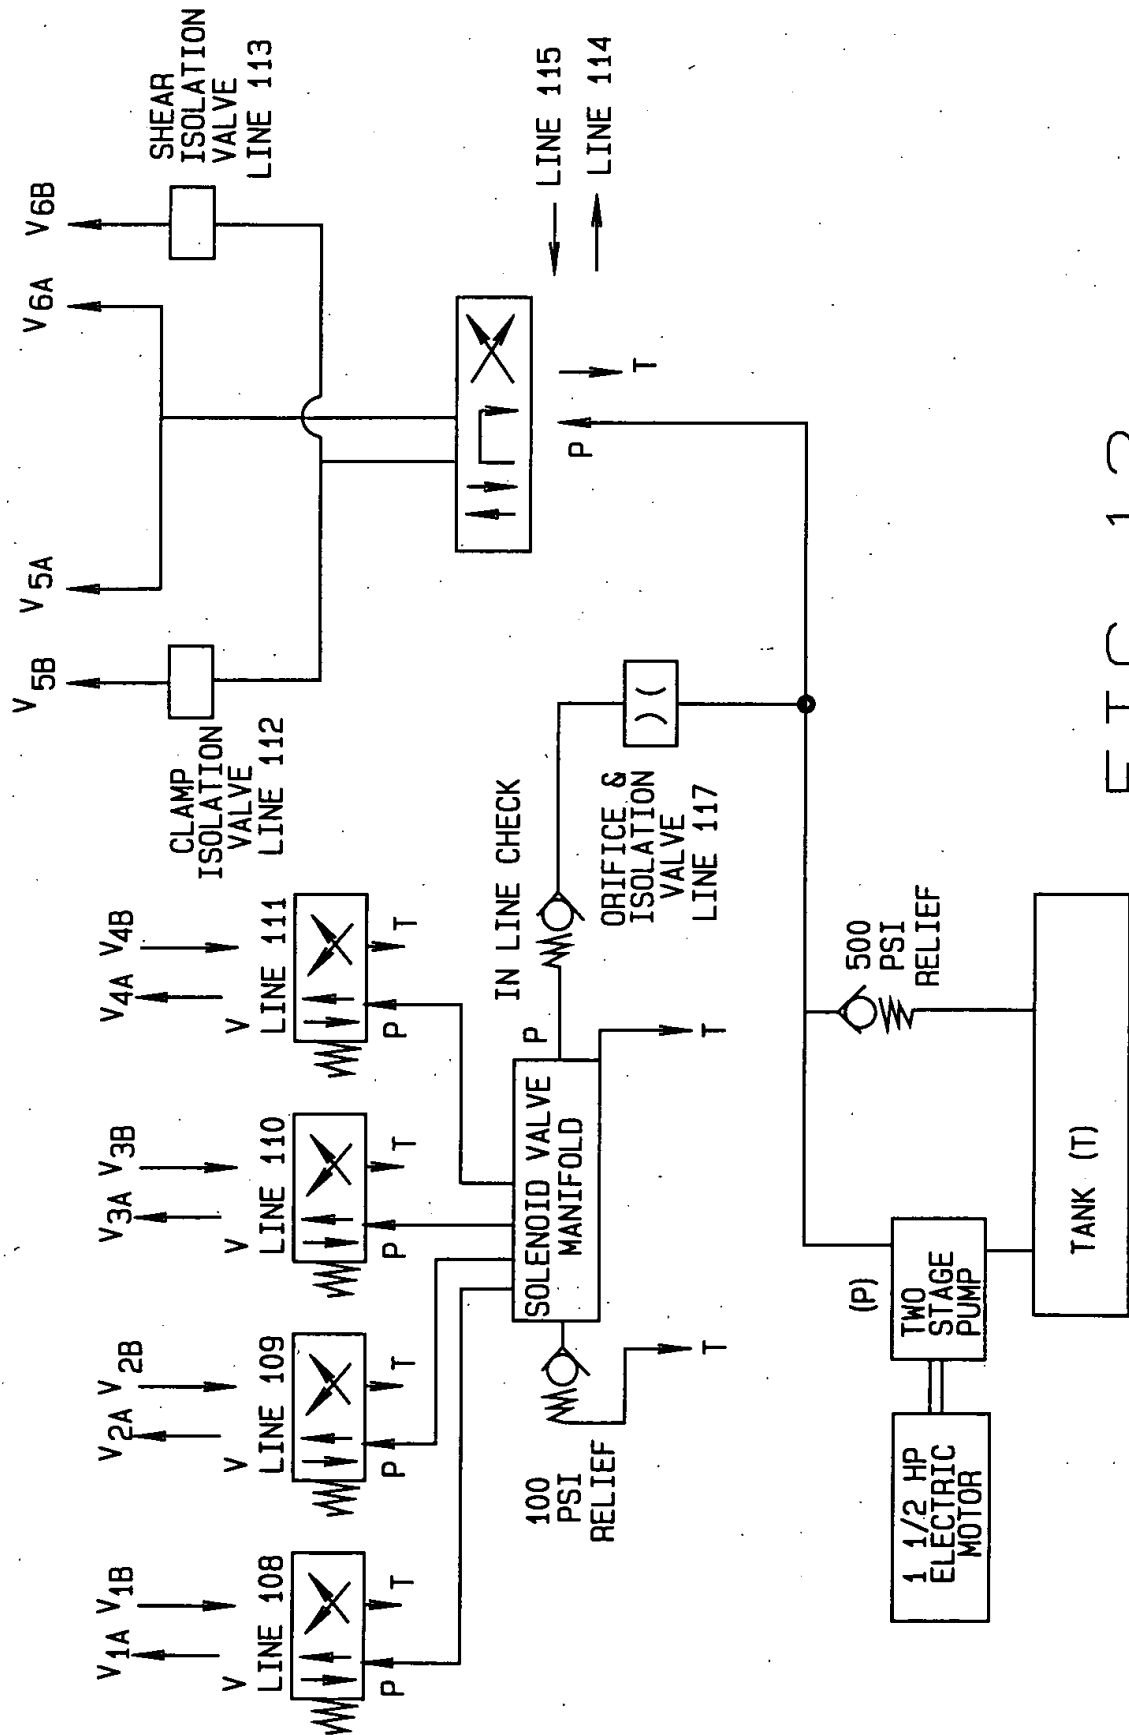 V5B
V5A
V6A
V6B
CLAMP
ISOLATION
VALVE
LINE 112
SHEAR
ISOLATION
VALVE
LINE 113
V1A
V1B
V2A
V2B
V3A
V3B
V4A
V4B
V
LINE 108
V
LINE 109
V
LINE 110
V
LINE 111
P
T
P
T
P
T
P
T
LINE 115
LINE 114
P
T
100
PSI
RELIEF
T
SOLENOID VALVE
MANIFOLD
P
T
IN LINE CHECK
ORIFICE &
ISOLATION
VALVE
LINE 117
)(
500
PSI
RELIEF
(P)
1 1/2 HP
ELECTRIC
MOTOR
TWO
STAGE
PUMP
TANK (T)